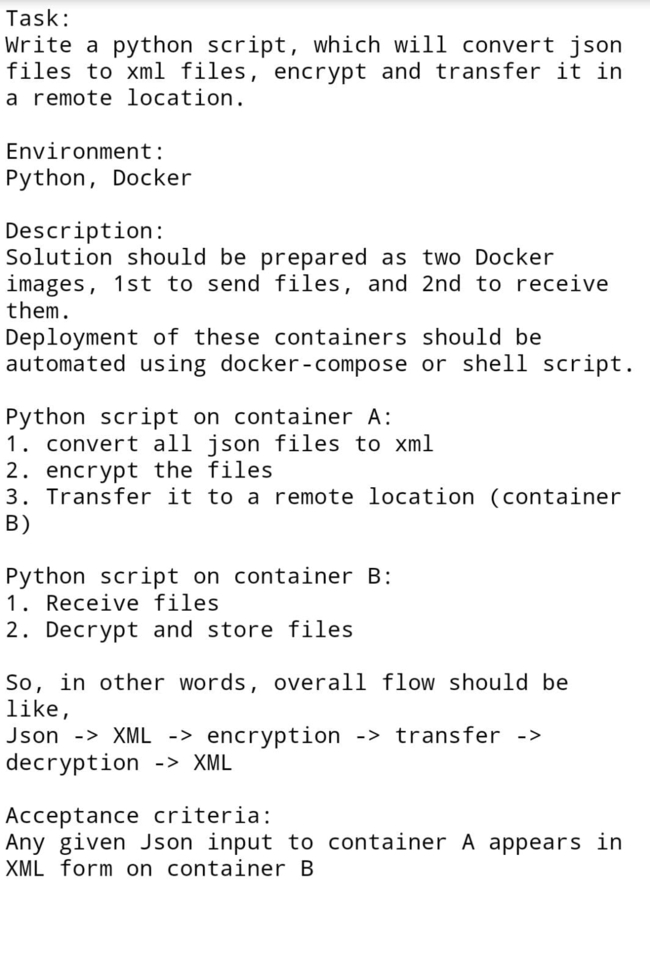 Task:
Write a python script, which will convert json
files to xml files, encrypt and transfer it in
a remote location.
Environment:
Python, Docker
Description:
Solution should be prepared as two Docker
images, 1st to send files, and 2nd to receive
them.
Deployment of these containers should be
automated using docker-compose or shell script.
Python script on container A:
1. convert all json files to xml
2. encrypt the files
3. Transfer it to a remote location (container
B)
Python script on container B:
1. Receive files
2. Decrypt and store files
So, in other words, overall flow should be
like,
Json -> XML -> encryption -> transfer ->
decryption -> XML
Acceptance criteria:
Any given Json input to container A appears in
XML form on container B